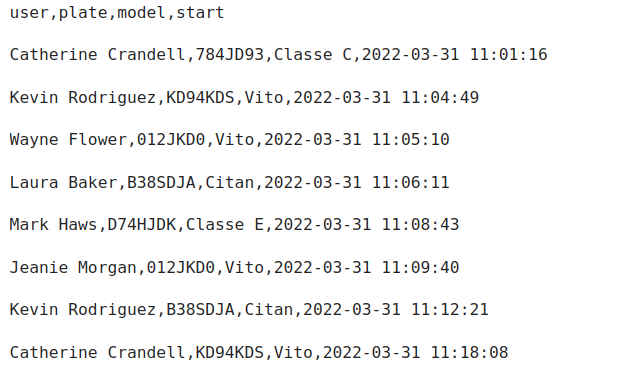 user,plate,model,start
Catherine Crandell,784JD93,Classe C,2022-03-31 11:01:16
Kevin Rodriguez,KD94KDS,Vito,2022-03-31 11:04:49
Wayne Flower,012JKD0,Vito,2022-03-31 11:05:10
Laura Baker,B38SDJA,Citan,2022-03-31 11:06:11
Mark Haws,D74HJDK,Classe E,2022-03-31 11:08:43
Jeanie Morgan,012JKD0,Vito,2022-03-31 11:09:40
Kevin Rodriguez,B38SDJA,Citan,2022-03-31 11:12:21
Catherine Crandell,KD94KDS,Vito,2022-03-31 11:18:08